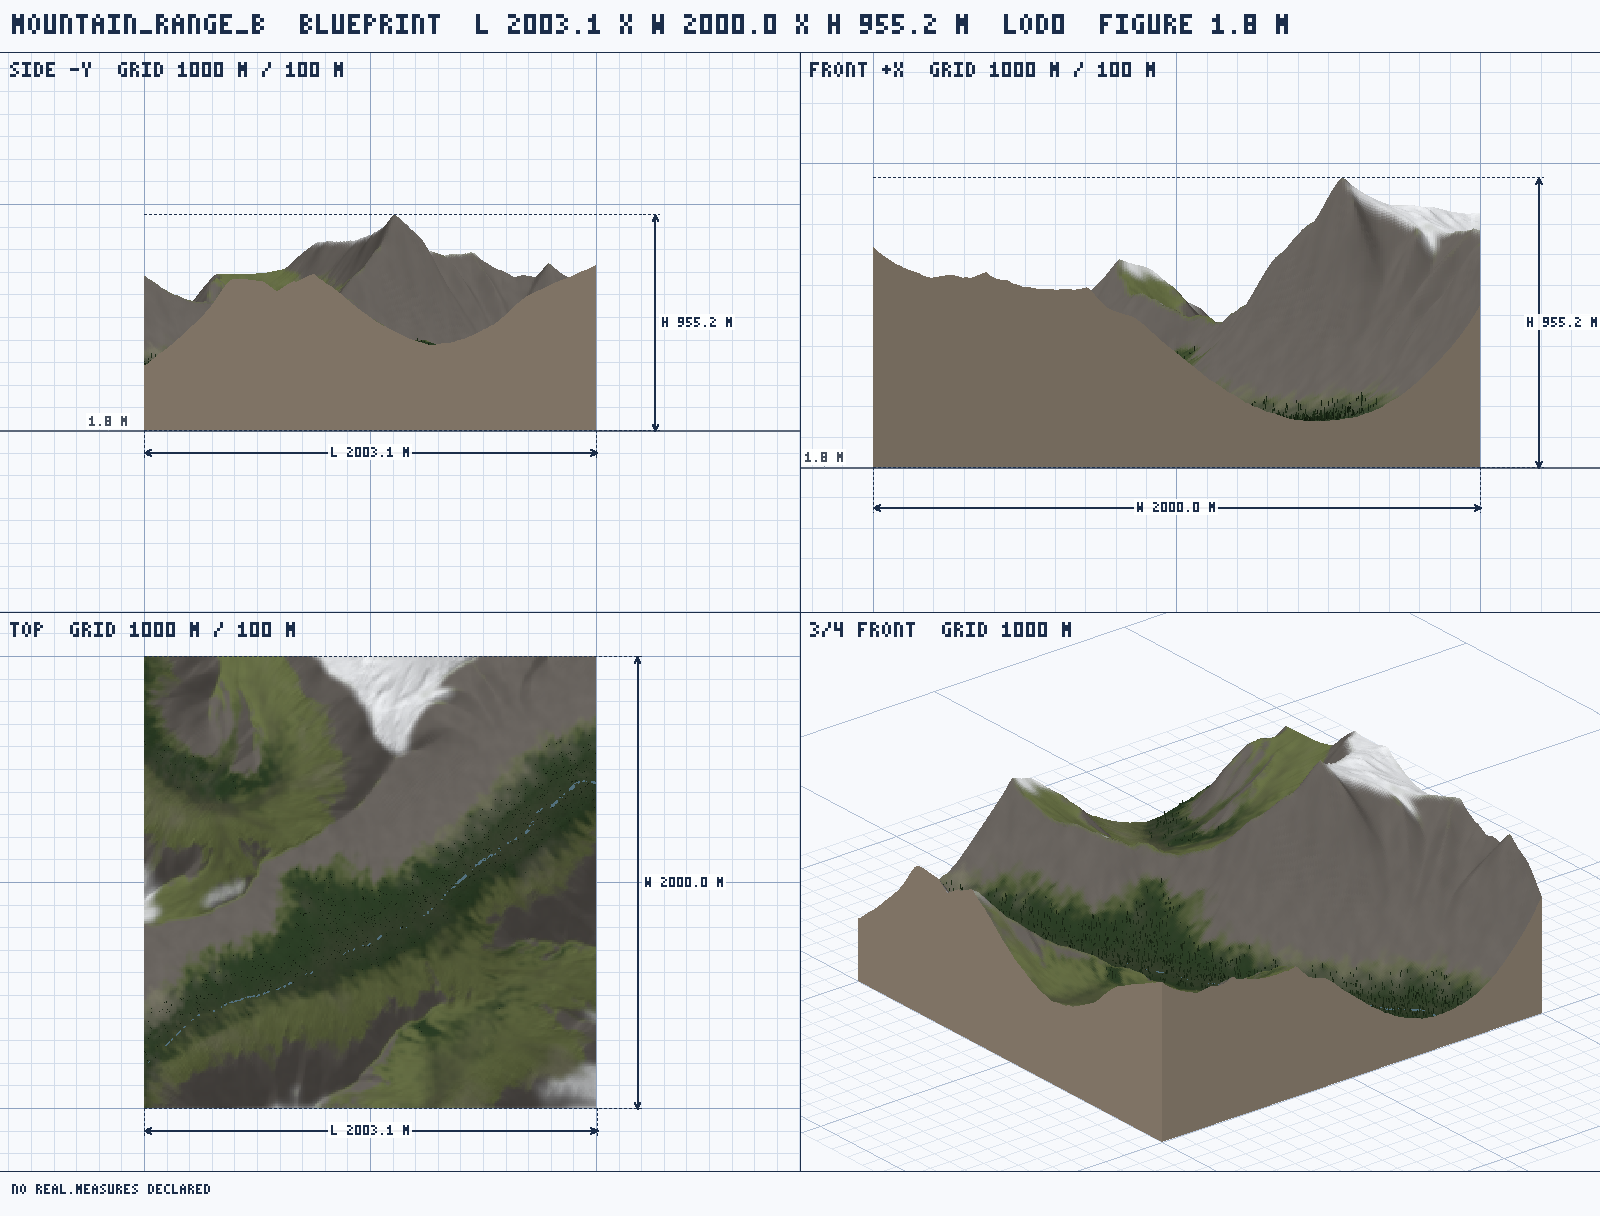 MOUNTAIN_RANGE_B BLUEPRINT L 2003.1 X W 2000.0 X H 955.2 M LOD0 FIGURE 1.8 M
SIDE -Y GRID 1000 M / 100 M
H 955.2 M
1.8 M
L 2003.1 M
FRONT +X GRID 1000 M / 100 M
H 955.2 M
1.8 M
W 2000.0 M
TOP GRID 1000 M / 100 M
W 2000.0 M
L 2003.1 M
3/4 FRONT GRID 1000 M
NO REAL.MEASURES DECLARED